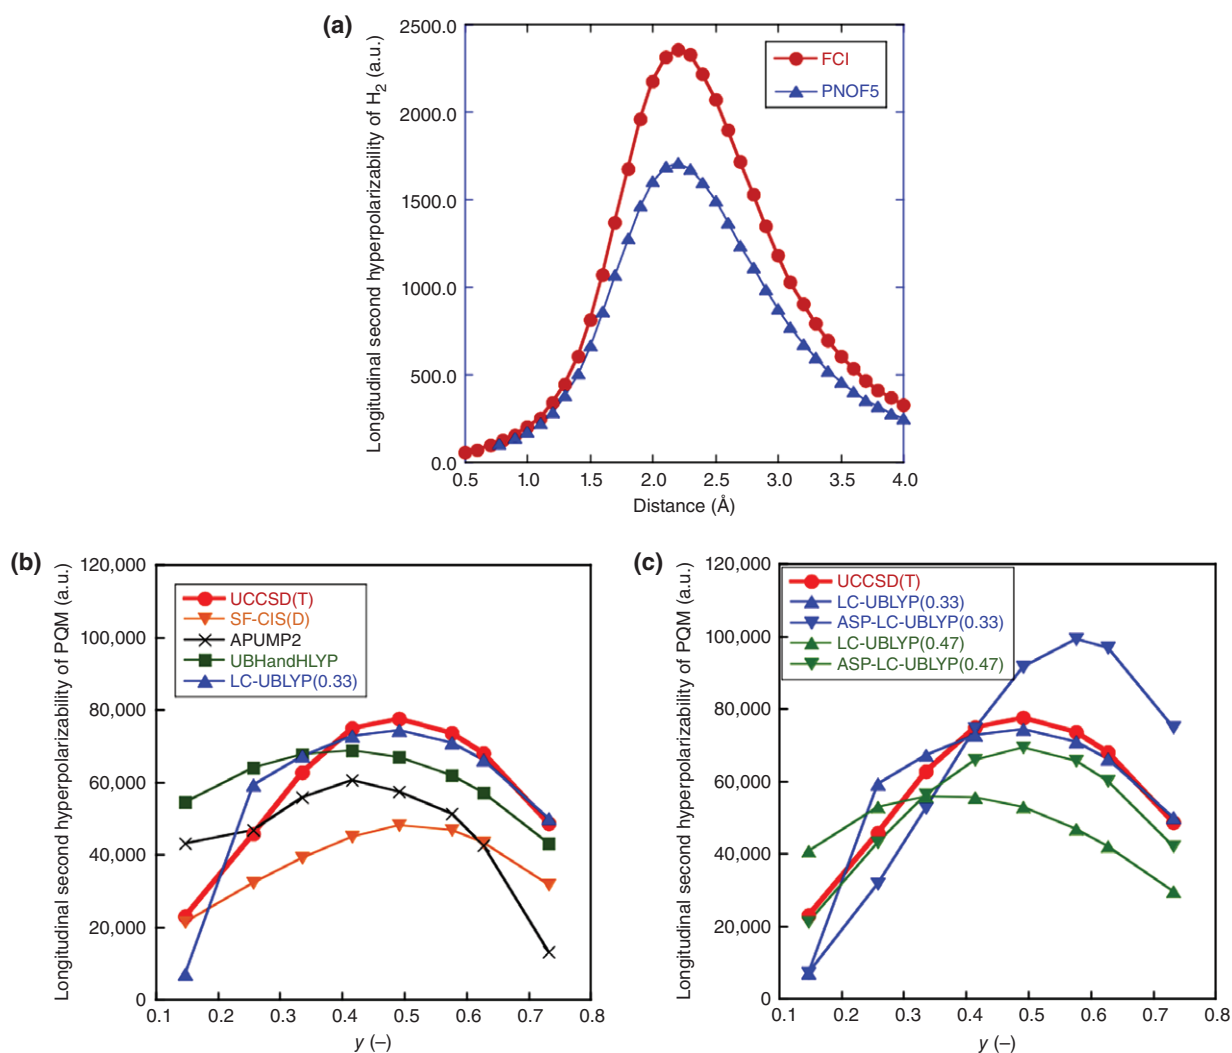 (a)
Longitudinal second hyperpolarizability of H2 (a.u.)
2500.0
2000.0
1500.0
1000.0
500.0
0.0
FCI
PNOF5
0.5 1.0 1.5 2.0 2.5 3.0 3.5 4.0
Distance (Å)
(b)
Longitudinal second hyperpolarizability of PQM (a.u.)
120,000
100,000
80,000
60,000
40,000
20,000
0
UCCSD(T)
SF-CIS(D)
APUMP2
UBHandHLYP
LC-UBLYP(0.33)
0.1 0.2 0.3 0.4 0.5 0.6 0.7 0.8
y (–)
(c)
Longitudinal second hyperpolarizability of PQM (a.u.)
120,000
100,000
80,000
60,000
40,000
20,000
0
UCCSD(T)
LC-UBLYP(0.33)
ASP-LC-UBLYP(0.33)
LC-UBLYP(0.47)
ASP-LC-UBLYP(0.47)
0.1 0.2 0.3 0.4 0.5 0.6 0.7 0.8
y (–)